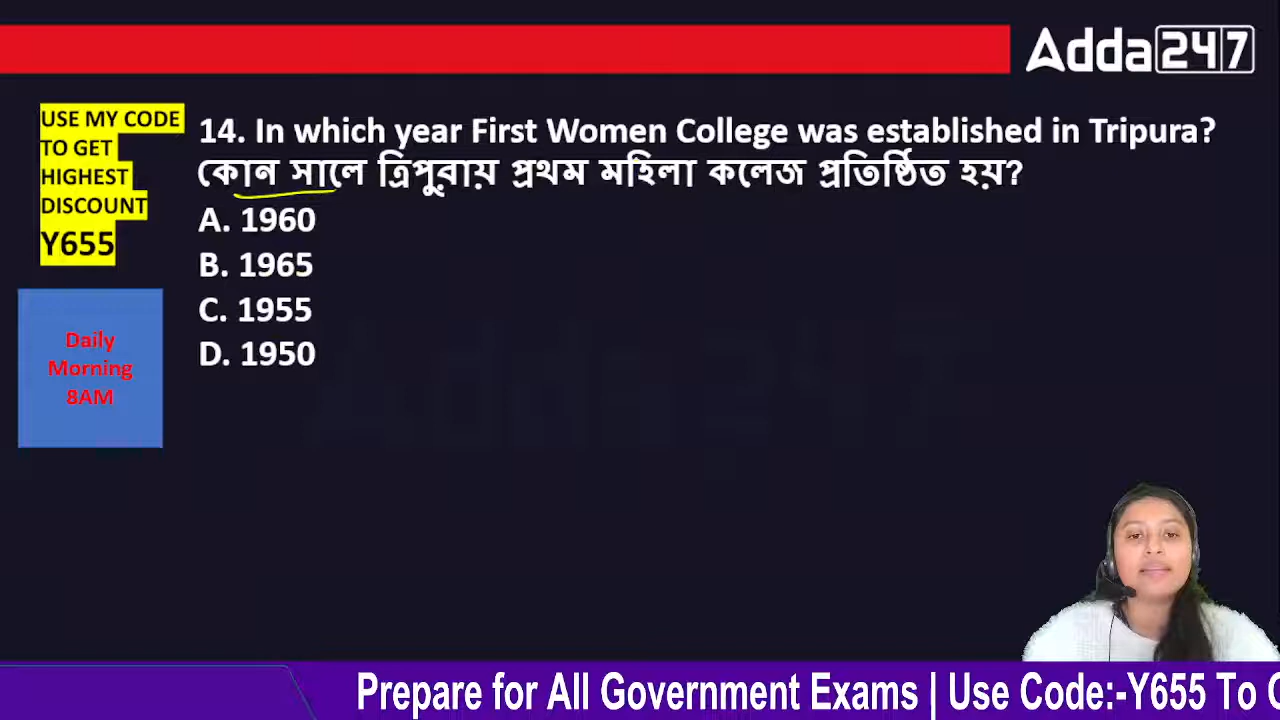 Adda247
USE MY CODE
TO GET
HIGHEST
DISCOUNT
Y655
14. In which year First Women College was established in Tripura?
কোন সালে ত্রিপুরায় প্রথম মহিলা কলেজ প্রতিষ্ঠিত হয়?
A. 1960
B. 1965
C. 1955
D. 1950
Daily
Morning
8AM
Prepare for All Government Exams | Use Code:-Y655 To